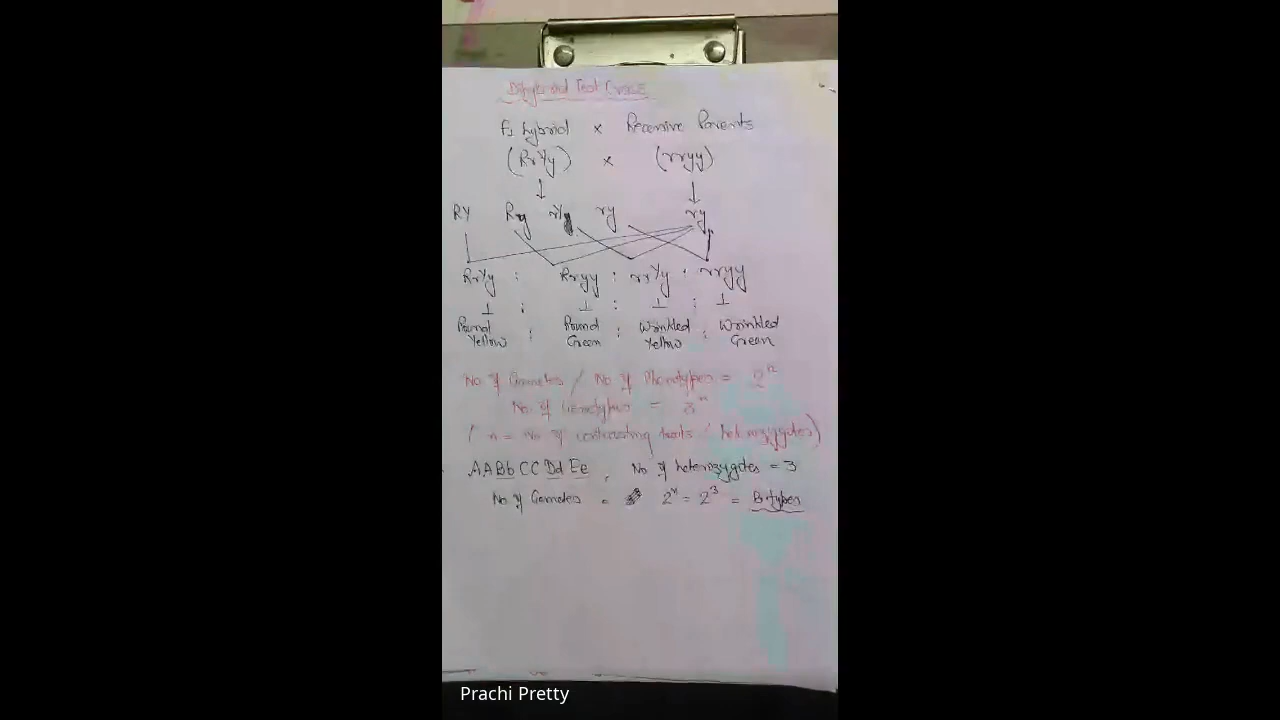 Dihybrid Test Cross
F1 hybrid × Recessive Parents
(RrYy) × (rryy)
RY Ry rY ry ry
RrYy : Rryy : rrYy : rryy
1 : 1 : 1 : 1
Round Yellow : Round Green : Wrinkled Yellow : Wrinkled Green
No of Gametes / No of Phenotypes = 2ⁿ
No of Genotypes =
( n = No of contrasting traits / heterozygotes)
AABbCCDdEe, No of heterozygotes = 3
No of Gametes = 2ⁿ = 2³ = 8 types
Prachi Pretty